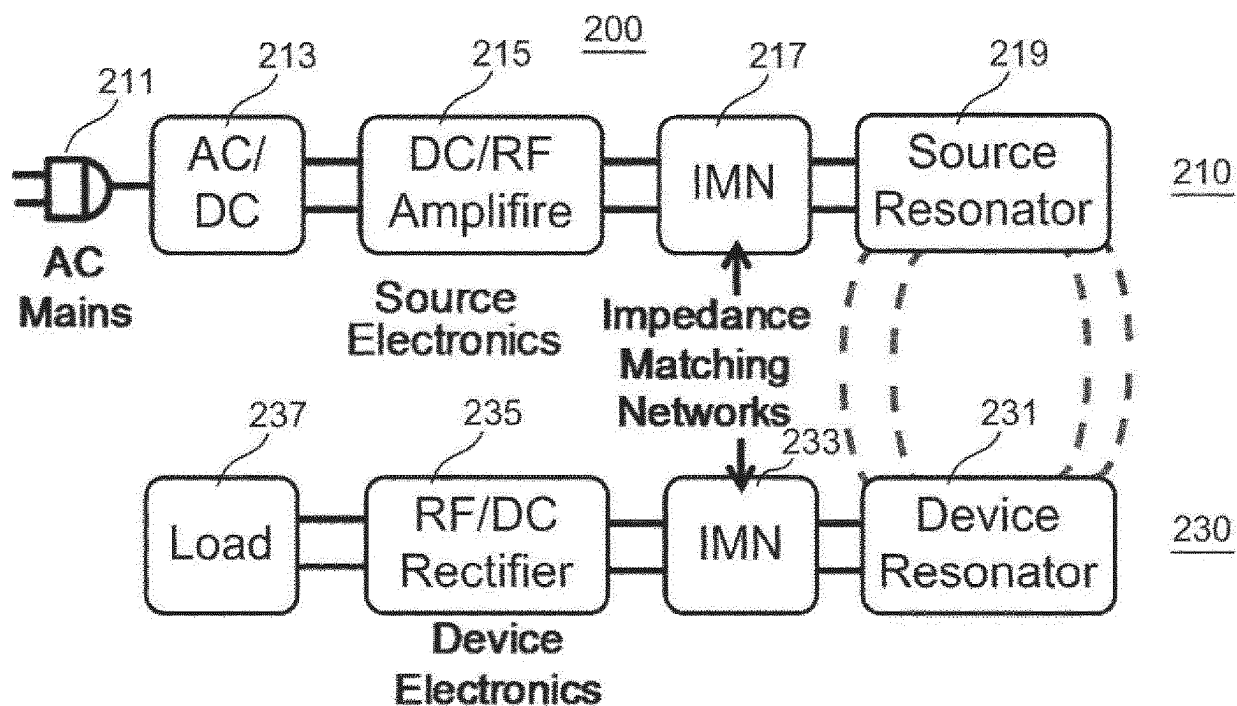 200
211
213
215
217
219
AC/
DC
DC/RF
Amplifire
IMN
Source
Resonator
210
AC
Mains
Source
Electronics
Impedance
Matching
Networks
237
235
233
231
Load
RF/DC
Rectifier
IMN
Device
Resonator
230
Device
Electronics